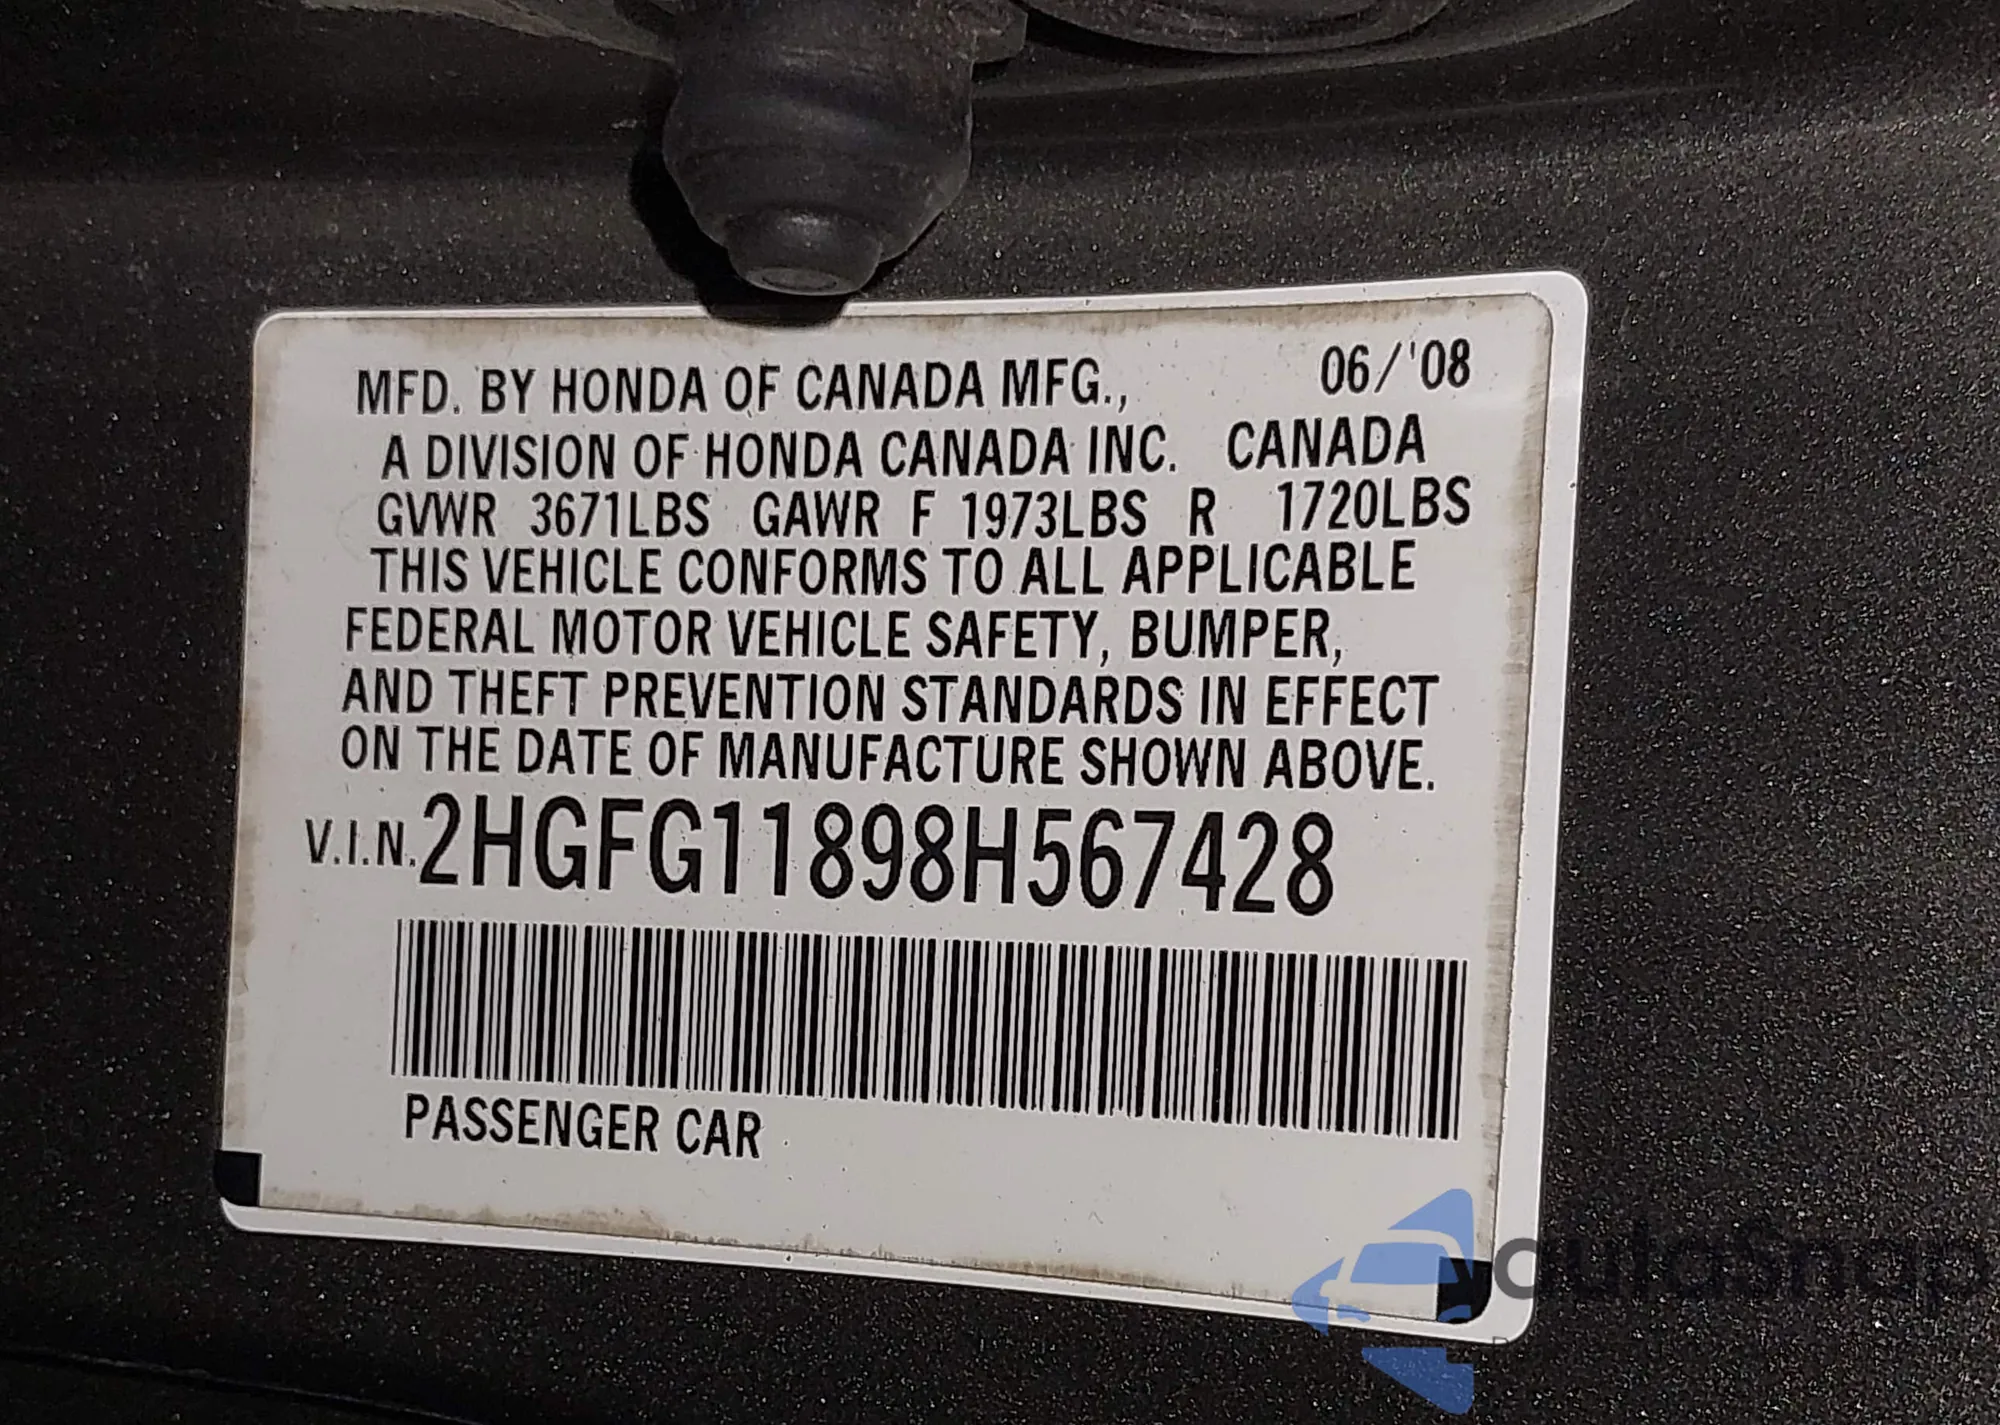 MFD. BY HONDA OF CANADA MFG., 06/'08
A DIVISION OF HONDA CANADA INC. CANADA
GVWR 3671LBS GAWR F 1973LBS R 1720LBS
THIS VEHICLE CONFORMS TO ALL APPLICABLE
FEDERAL MOTOR VEHICLE SAFETY, BUMPER,
AND THEFT PREVENTION STANDARDS IN EFFECT
ON THE DATE OF MANUFACTURE SHOWN ABOVE.
V.I.N. 2HGFG11898H567428
PASSENGER CAR
autoSnap